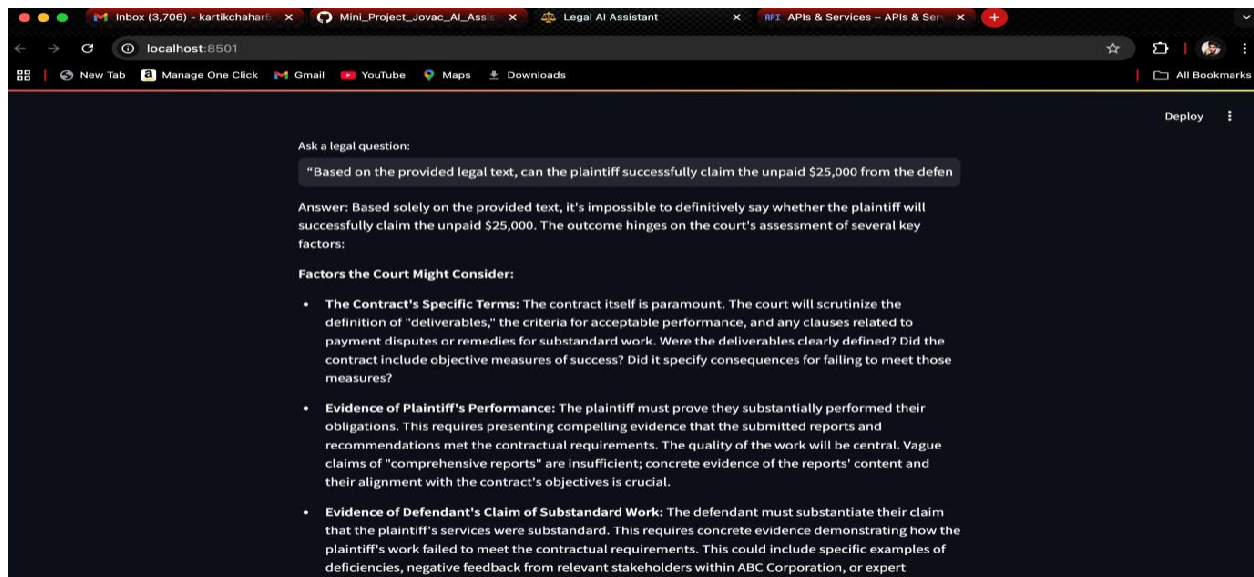 Inbox (3,706) - kartikchahar5
Mini_Project_Jovac_AI_Assis
Legal AI Assistant
API APIs & Services – APIs & Serv
localhost:8501
New Tab
Manage One Click
Gmail
YouTube
Maps
Downloads
All Bookmarks
Deploy
Ask a legal question:
“Based on the provided legal text, can the plaintiff successfully claim the unpaid $25,000 from the defen
Answer: Based solely on the provided text, it's impossible to definitively say whether the plaintiff will
successfully claim the unpaid $25,000. The outcome hinges on the court's assessment of several key
factors:
Factors the Court Might Consider:
• The Contract's Specific Terms: The contract itself is paramount. The court will scrutinize the
definition of "deliverables," the criteria for acceptable performance, and any clauses related to
payment disputes or remedies for substandard work. Were the deliverables clearly defined? Did the
contract include objective measures of success? Did it specify consequences for failing to meet those
measures?
• Evidence of Plaintiff's Performance: The plaintiff must prove they substantially performed their
obligations. This requires presenting compelling evidence that the submitted reports and
recommendations met the contractual requirements. The quality of the work will be central. Vague
claims of "comprehensive reports" are insufficient; concrete evidence of the reports' content and
their alignment with the contract's objectives is crucial.
• Evidence of Defendant's Claim of Substandard Work: The defendant must substantiate their claim
that the plaintiff's services were substandard. This requires concrete evidence demonstrating how the
plaintiff's work failed to meet the contractual requirements. This could include specific examples of
deficiencies, negative feedback from relevant stakeholders within ABC Corporation, or expert